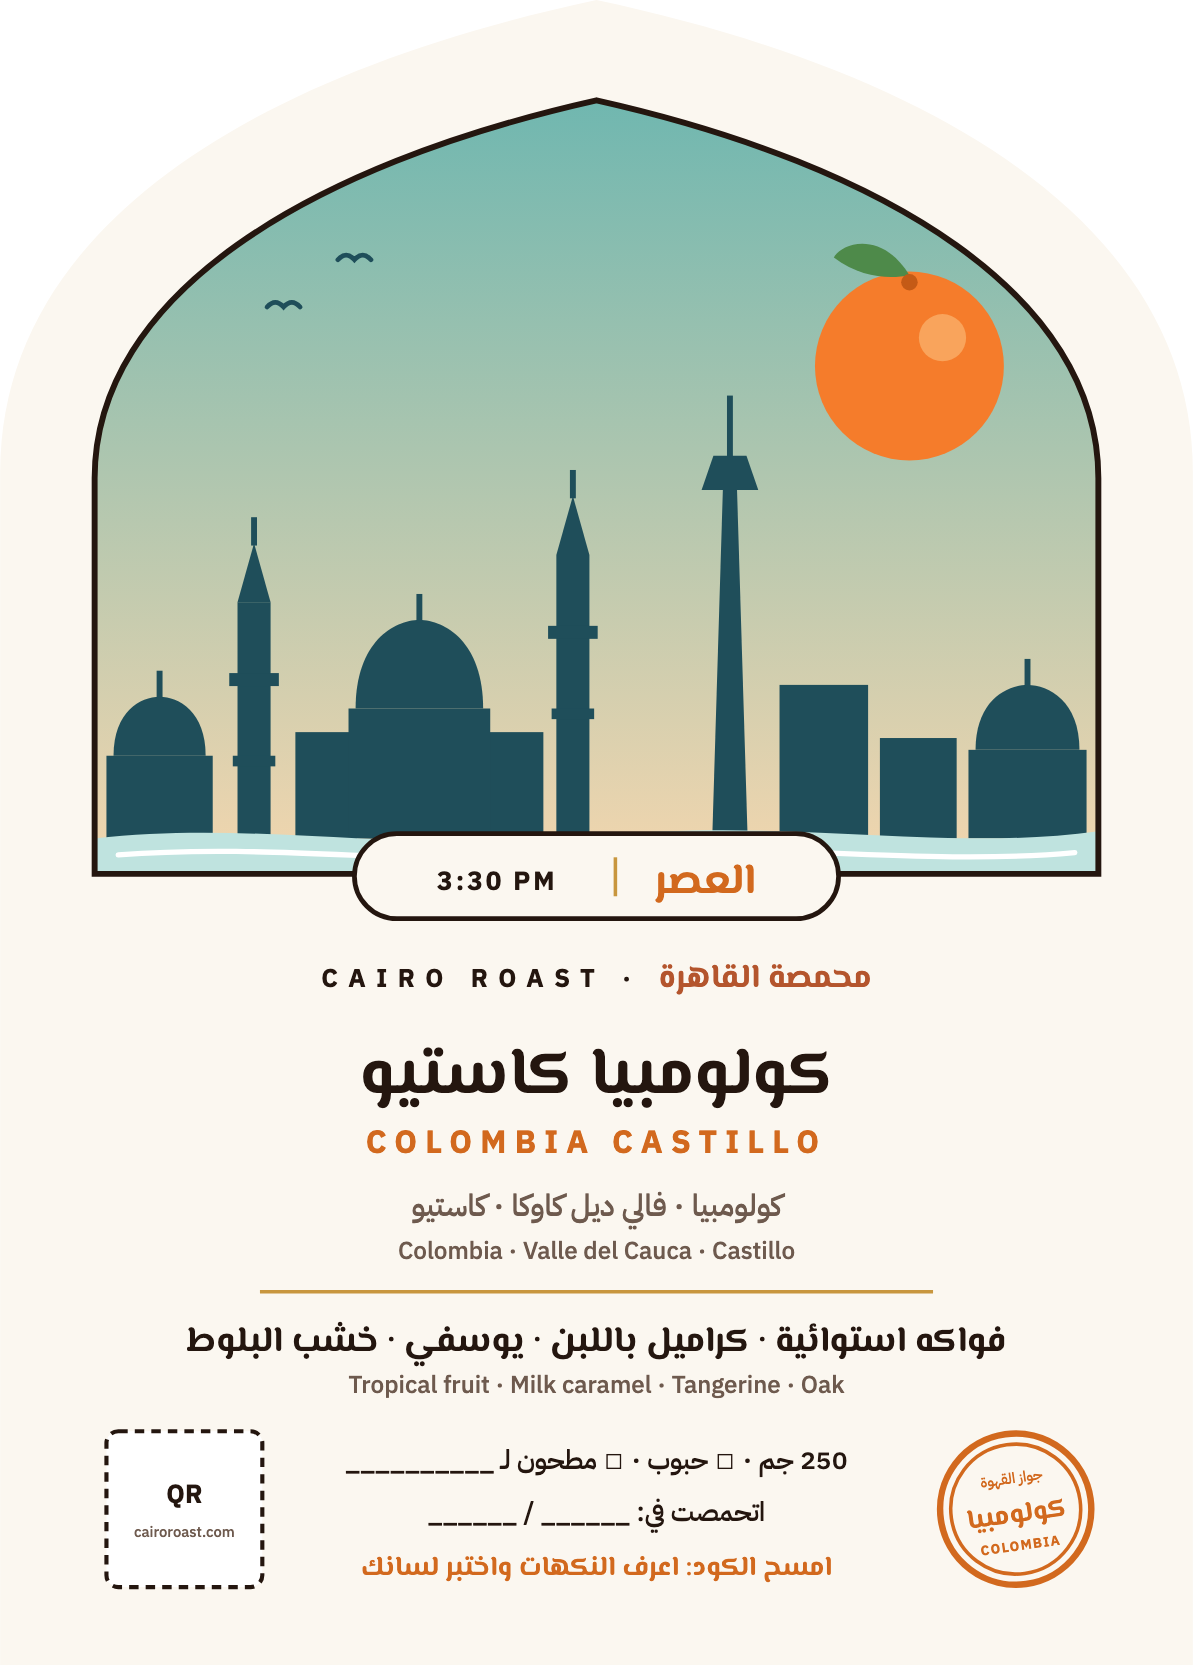 3:30 PM | العصر
CAIRO ROAST · محمصة القاهرة
كولومبيا كاستيو
COLOMBIA CASTILLO
كولومبيا · فالي ديل كاوكا · كاستيو
Colombia · Valle del Cauca · Castillo
فواكه استوائية · كراميل باللبن · يوسفي · خشب البلوط
Tropical fruit · Milk caramel · Tangerine · Oak
250 جم · □ حبوب · □ مطحون لـ __________
اتحمصت في: ______ / ______
امسح الكود: اعرف النكهات واختبر لسانك
QR
cairoroast.com
جواز القهوة
كولومبيا
COLOMBIA